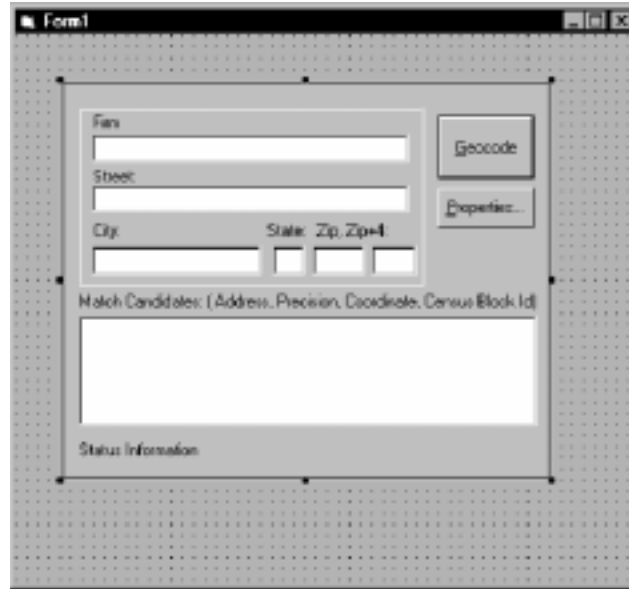 Form1
Firm
Street:
Geocode
Properties...
City:
State:
Zip, Zip+4:
Match Candidates: ( Address, Precision, Coordinate, Census Block Id)
Status Information